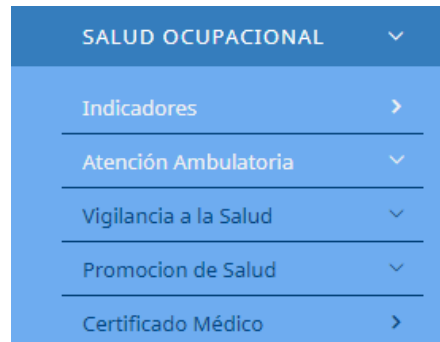 SALUD OCUPACIONAL
Indicadores
Atención Ambulatoria
Vigilancia a la Salud
Promocion de Salud
Certificado Médico